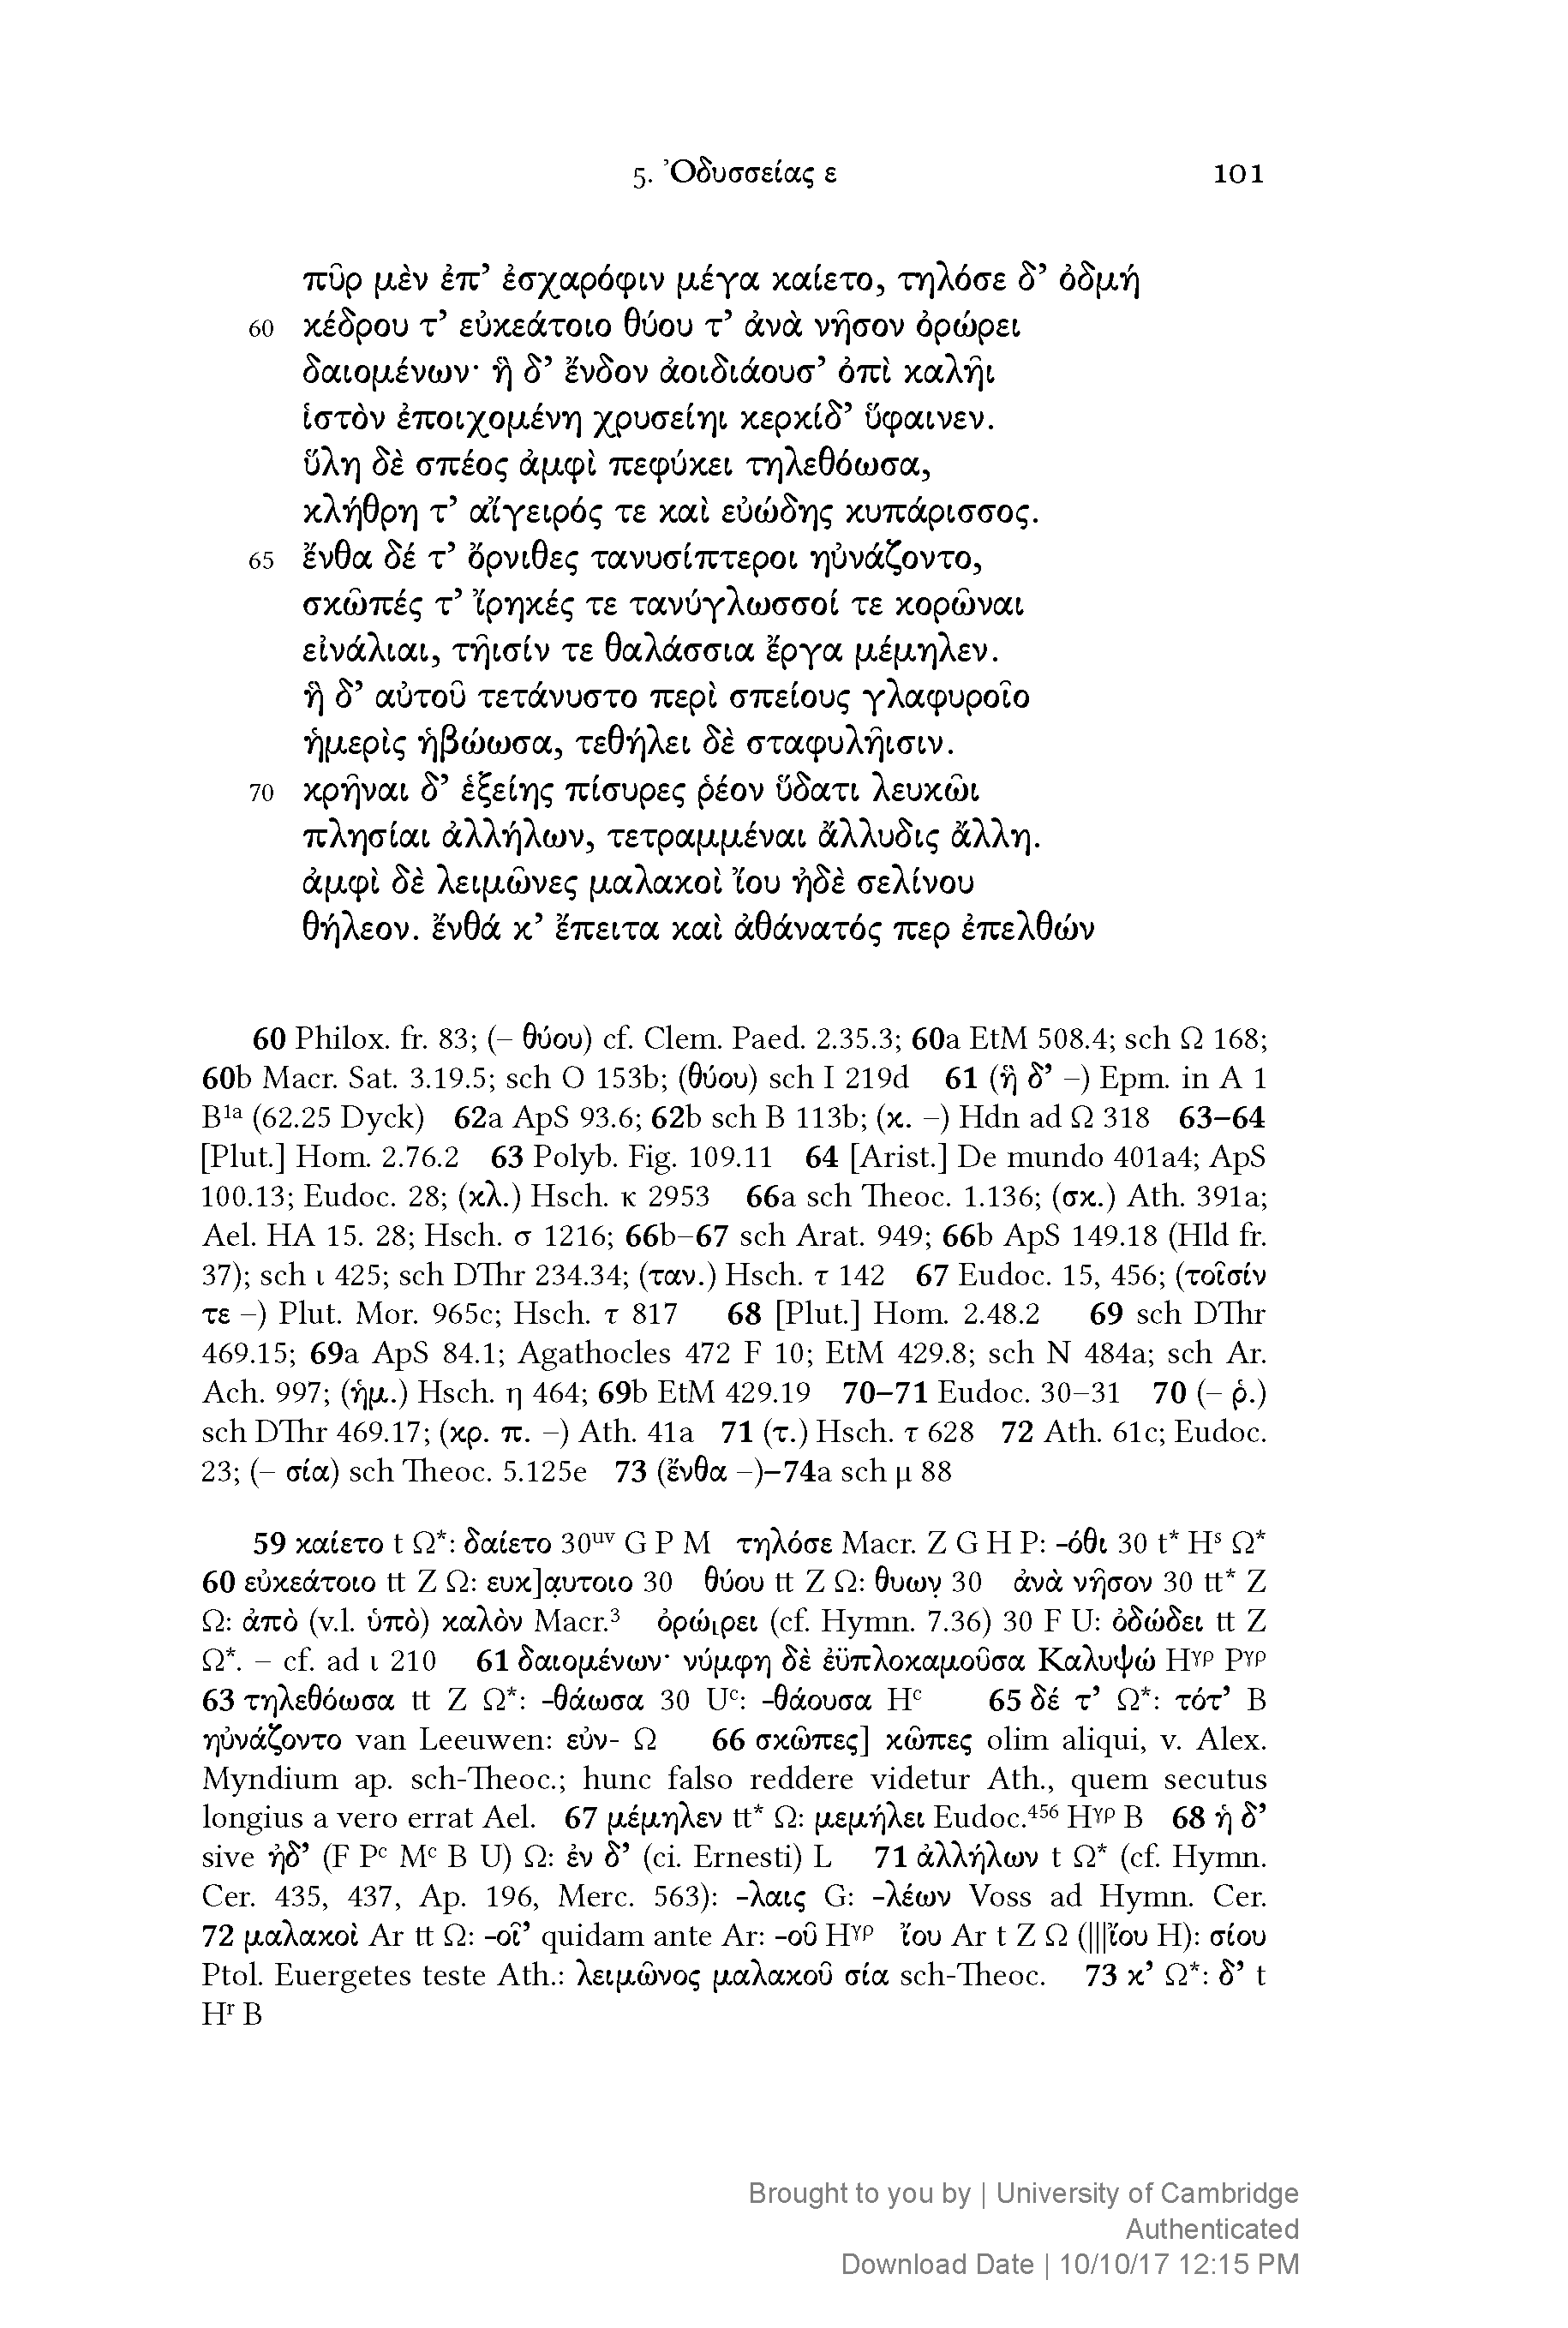 5. Ὀδυσσείας ε 101
πῦρ μὲν ἐπ’ ἐσχαρόφιν μέγα καίετο, τηλόσε δ’ ὀδμή
60 κέδρου τ’ εὐκεάτοιο θύου τ’ ἀνὰ νῆσον ὀρώρει
δαιομένων· ἣ δ’ ἔνδον ἀοιδιάουσ’ ὀπὶ καλῆι
ἱστὸν ἐποιχομένη χρυσείηι κερκίδ’ ὕφαινεν.
ὕλη δὲ σπέος ἀμφὶ πεφύκει τηλεθόωσα,
κλήθρη τ’ αἴγειρός τε καὶ εὐώδης κυπάρισσος.
65 ἔνθα δέ τ’ ὄρνιθες τανυσίπτεροι ηὐνάζοντο,
σκῶπές τ’ ἴρηκές τε τανύγλωσσοί τε κορῶναι
εἰνάλιαι, τῆισίν τε θαλάσσια ἔργα μέμηλεν.
ἣ δ’ αὐτοῦ τετάνυστο περὶ σπείους γλαφυροῖο
ἡμερὶς ἡβώωσα, τεθήλει δὲ σταφυλῆισιν.
70 κρῆναι δ’ ἑξείης πίσυρες ῥέον ὕδατι λευκῶι
πλησίαι ἀλλήλων, τετραμμέναι ἄλλυδις ἄλλη.
ἀμφὶ δὲ λειμῶνες μαλακοὶ ἴου ἠδὲ σελίνου
θήλεον. ἔνθά κ’ ἔπειτα καὶ ἀθάνατός περ ἐπελθών
60 Philox. fr. 83; (– θύου) cf. Clem. Paed. 2.35.3; 60a EtM 508.4; sch Ω 168;
60b Macr. Sat. 3.19.5; sch O 153b; (θύου) sch I 219d 61 (ἣ δ’ –) Epm. in A 1
B¹ᵃ (62.25 Dyck) 62a ApS 93.6; 62b sch B 113b; (κ. –) Hdn ad Ω 318 63–64
[Plut.] Hom. 2.76.2 63 Polyb. Fig. 109.11 64 [Arist.] De mundo 401a4; ApS
100.13; Eudoc. 28; (κλ.) Hsch. κ 2953 66a sch Theoc. 1.136; (σκ.) Ath. 391a;
Ael. HA 15. 28; Hsch. σ 1216; 66b–67 sch Arat. 949; 66b ApS 149.18 (Hld fr.
37); sch ι 425; sch DThr 234.34; (ταν.) Hsch. τ 142 67 Eudoc. 15, 456; (τοῖσίν
τε –) Plut. Mor. 965c; Hsch. τ 817 68 [Plut.] Hom. 2.48.2 69 sch DThr
469.15; 69a ApS 84.1; Agathocles 472 F 10; EtM 429.8; sch N 484a; sch Ar.
Ach. 997; (ἡμ.) Hsch. η 464; 69b EtM 429.19 70–71 Eudoc. 30–31 70 (– ῥ.)
sch DThr 469.17; (κρ. π. –) Ath. 41a 71 (τ.) Hsch. τ 628 72 Ath. 61c; Eudoc.
23; (– σία) sch Theoc. 5.125e 73 (ἔνθα –)–74a sch μ 88
59 καίετο t Ω*: δαίετο 30ᵘᵛ G P M τηλόσε Macr. Z G H P: -όθι 30 t* Hˢ Ω*
60 εὐκεάτοιο tt Z Ω: ευκ]α̣υτοιο 30 θύου tt Z Ω: θυων̣ 30 ἀνὰ νῆσον 30 tt* Z
Ω: ἀπὸ (v.l. ὑπὸ) καλὸν Macr.³ ὀρώι̣ρει (cf. Hymn. 7.36) 30 F U: ὀδώδει tt Z
Ω*. – cf. ad ι 210 61 δαιομένων· νύμφη δὲ ἐϋπλοκαμοῦσα Καλυψώ Hᵞᵖ Pᵞᵖ
63 τηλεθόωσα tt Z Ω*: -θάωσα 30 Uᶜ: -θάουσα Hᶜ 65 δέ τ’ Ω*: τότ’ B
ηὐνάζοντο van Leeuwen: εὐν- Ω 66 σκῶπες] κῶπες olim aliqui, v. Alex.
Myndium ap. sch-Theoc.; hunc falso reddere videtur Ath., quem secutus
longius a vero errat Ael. 67 μέμηλεν tt* Ω: μεμήλει Eudoc.⁴⁵⁶ Hᵞᵖ B 68 ἡ δ’
sive ἠδ’ (F Pᶜ Mᶜ B U) Ω: ἐν δ’ (ci. Ernesti) L 71 ἀλλήλων t Ω* (cf. Hymn.
Cer. 435, 437, Ap. 196, Merc. 563): -λαις G: -λέων Voss ad Hymn. Cer.
72 μαλακοὶ Ar tt Ω: -οῖ’ quidam ante Ar: -οῦ Hᵞᵖ ἴου Ar t Z Ω (|||ἴου H): σίου
Ptol. Euergetes teste Ath.: λειμῶνος μαλακοῦ σία sch-Theoc. 73 κ’ Ω*: δ’ t
Hʳ B
Brought to you by | University of Cambridge
Authenticated
Download Date | 10/10/17 12:15 PM